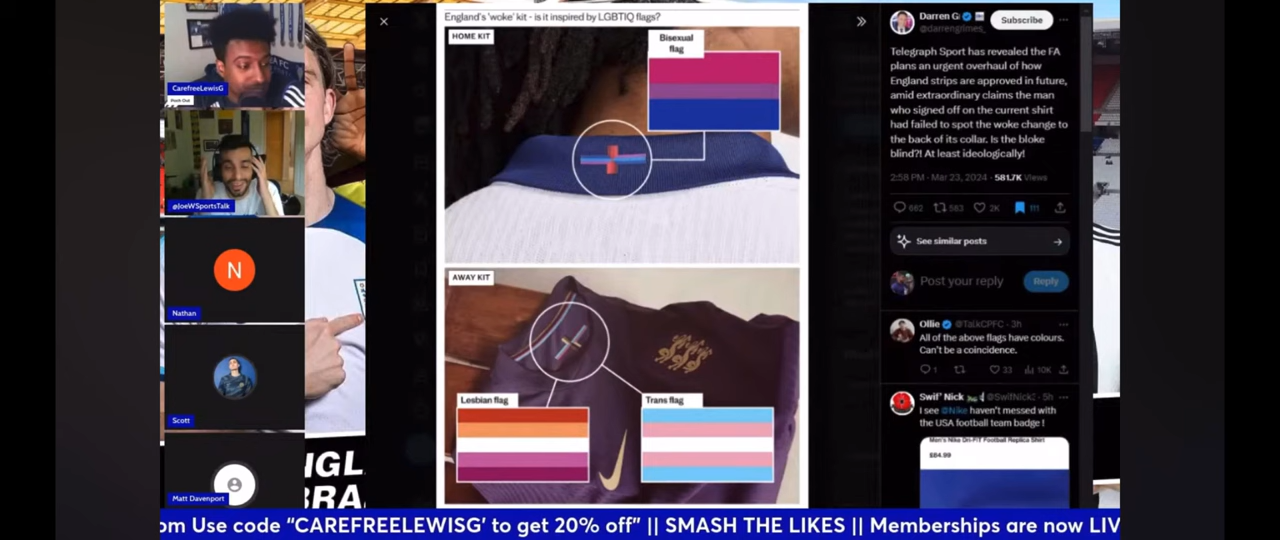 England's 'woke' kit - is it inspired by LGBTIQ flags?
HOME KIT
Bisexual
flag
AWAY KIT
Lesbian flag
Trans flag
CarefreeLewisG
@JoeWSportsTalk
N
Nathan
Scott
Matt Davenport
Darren G
@darrengrimes_
Subscribe
Telegraph Sport has revealed the FA
plans an urgent overhaul of how
England strips are approved in future,
amid extraordinary claims the man
who signed off on the current shirt
had failed to spot the woke change to
the back of its collar. Is the bloke
blind?! At least ideologically!
2:58 PM · Mar 23, 2024 · 581.7K Views
662 563 2K 111
See similar posts
Post your reply
Reply
Ollie @TalkCPFC · 3h
All of the above flags have colours.
Can't be a coincidence.
1 33 10K
Swif' Nick @SwifNick · 5h
I see @Nike haven't messed with
the USA football team badge !
Men's Nike Dri-FIT Football Replica Shirt
£84.99
NGL
BRA
om Use code "CAREFREELEWISG' to get 20% off" || SMASH THE LIKES || Memberships are now LIV